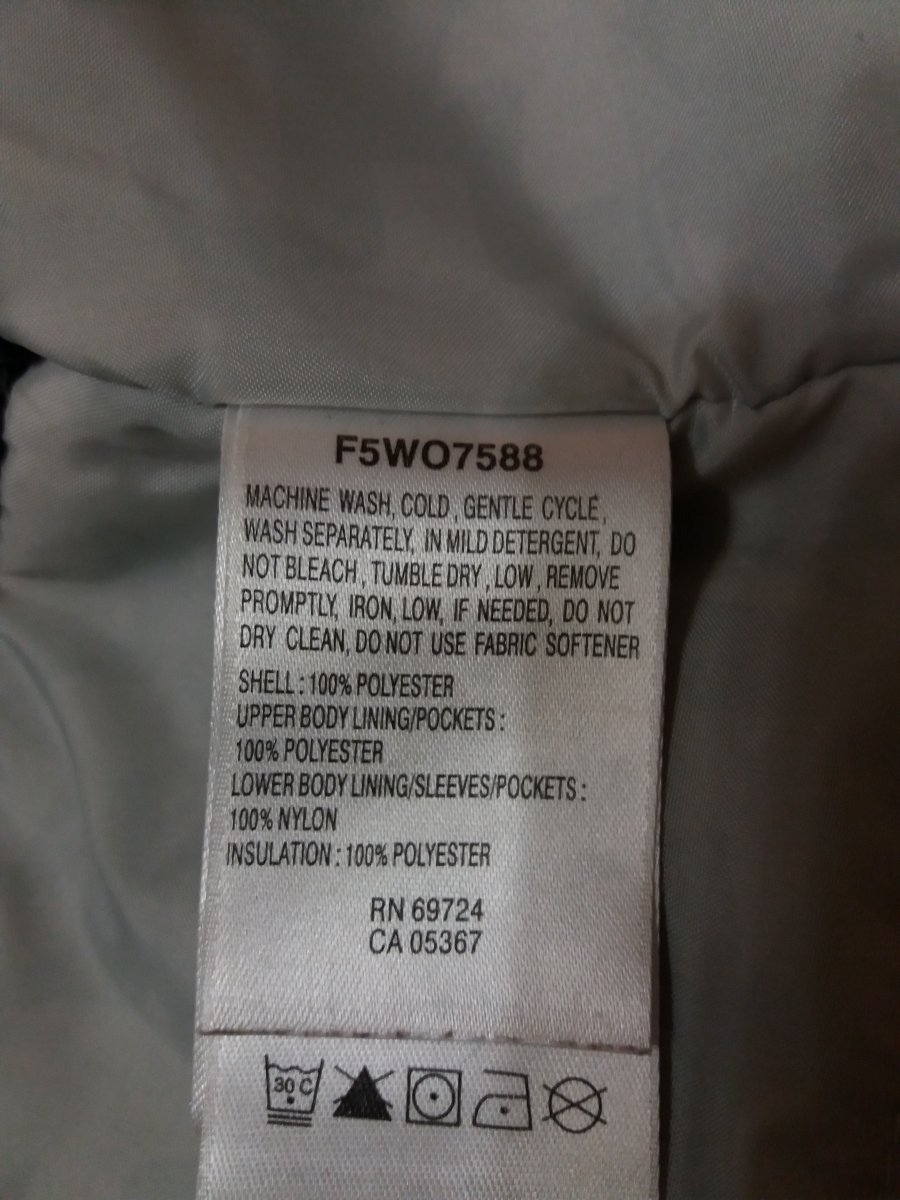 F5WO7588
MACHINE WASH, COLD, GENTLE CYCLE,
WASH SEPARATELY, IN MILD DETERGENT, DO
NOT BLEACH, TUMBLE DRY, LOW, REMOVE
PROMPTLY, IRON, LOW, IF NEEDED, DO NOT
DRY CLEAN, DO NOT USE FABRIC SOFTENER
SHELL : 100% POLYESTER
UPPER BODY LINING/POCKETS :
100% POLYESTER
LOWER BODY LINING/SLEEVES/POCKETS :
100% NYLON
INSULATION : 100% POLYESTER
RN 69724
CA 05367
30 C